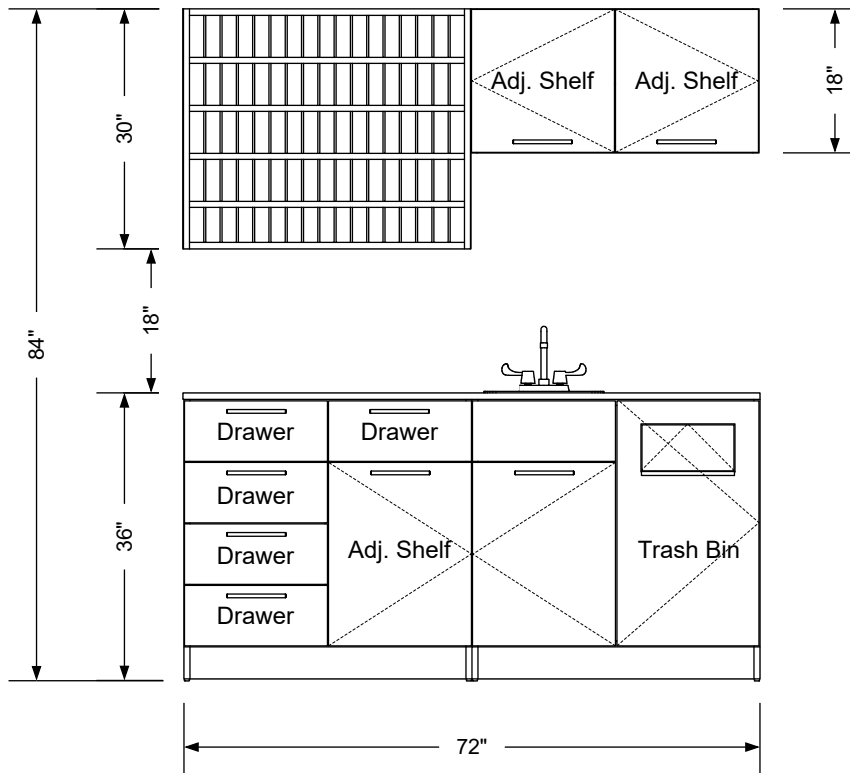 Adj. Shelf
Adj. Shelf
18"
30"
18"
84"
Drawer
Drawer
Drawer
36"
Drawer
Adj. Shelf
Trash Bin
Drawer
72"